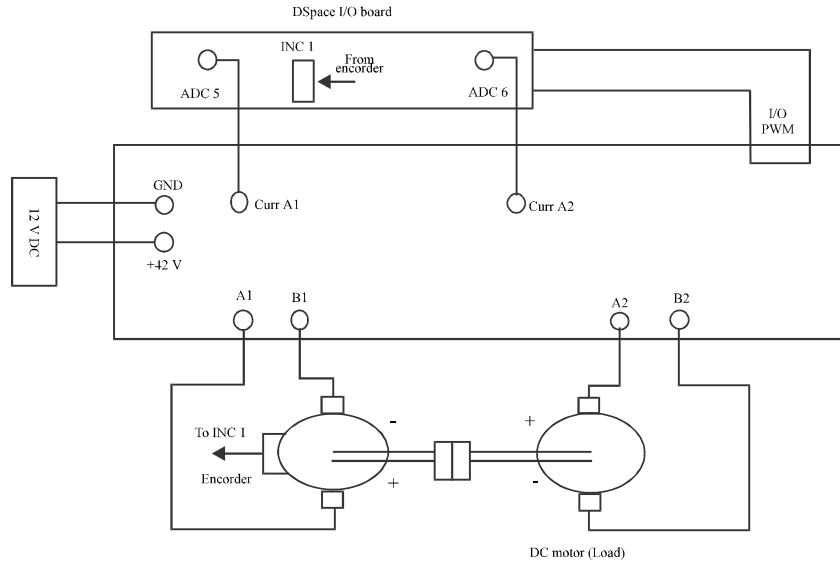 DSpace I/O board
INC 1
From
encorder
ADC 5
ADC 6
I/O
PWM
GND
Curr A1
Curr A2
12 V DC
+42 V
A1
B1
A2
B2
-
+
To INC 1
Encorder
+
-
DC motor (Load)